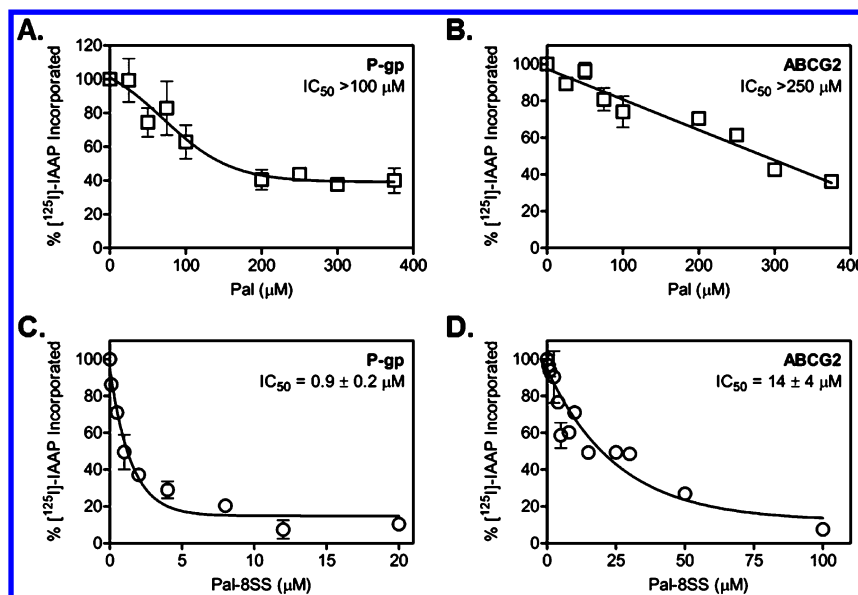 A.
P-gp
IC50 >100 µM
% [125I]-IAAP Incorporated
120
100
80
60
40
20
0
0 100 200 300 400
Pal (µM)
B.
ABCG2
IC50 >250 µM
% [125I]-IAAP Incorporated
100
80
60
40
20
0
0 100 200 300 400
Pal (µM)
C.
P-gp
IC50 = 0.9 ± 0.2 µM
% [125I]-IAAP Incorporated
100
80
60
40
20
0
0 5 10 15 20
Pal-8SS (µM)
D.
ABCG2
IC50 = 14 ± 4 µM
% [125I]-IAAP Incorporated
100
80
60
40
20
0
0 25 50 75 100
Pal-8SS (µM)